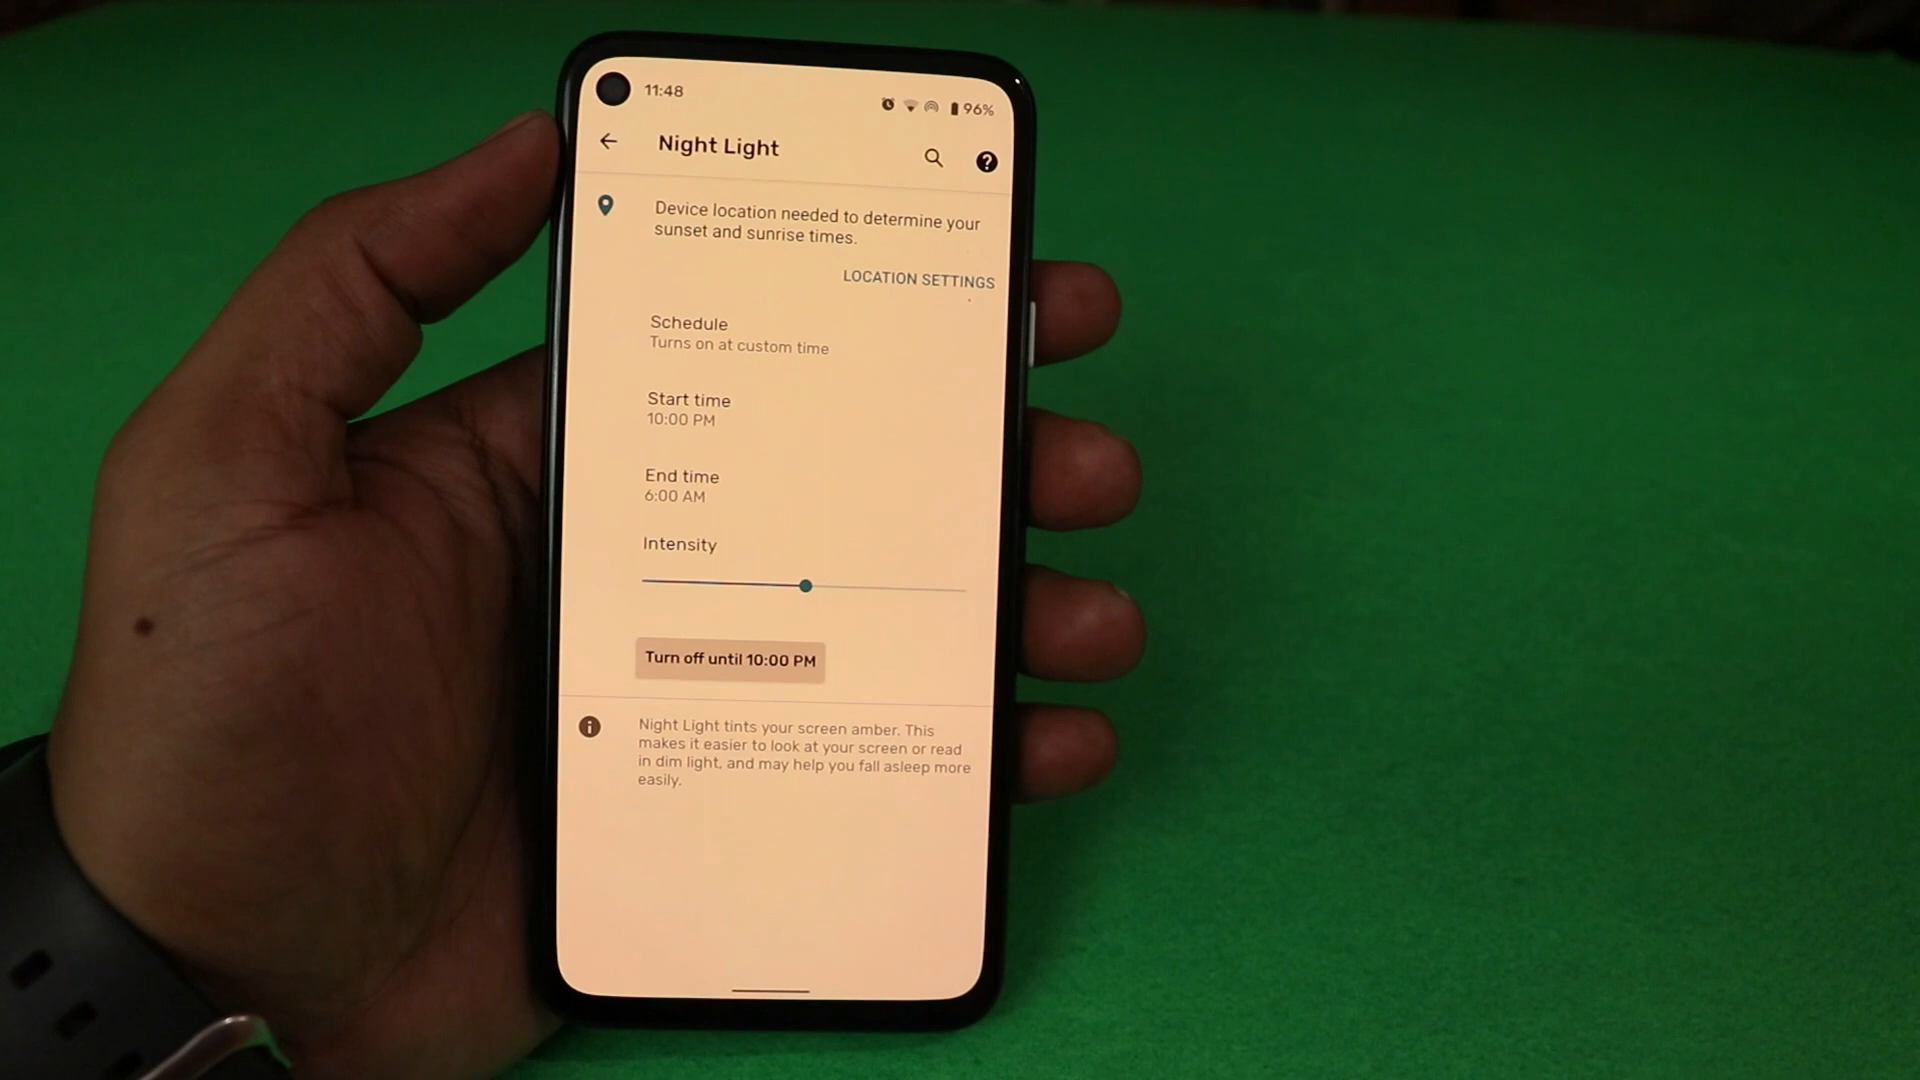 11:48
96%
Night Light
Device location needed to determine your
sunset and sunrise times.
LOCATION SETTINGS
Schedule
Turns on at custom time
Start time
10:00 PM
End time
6:00 AM
Intensity
Turn off until 10:00 PM
Night Light tints your screen amber. This
makes it easier to look at your screen or read
in dim light, and may help you fall asleep more
easily.